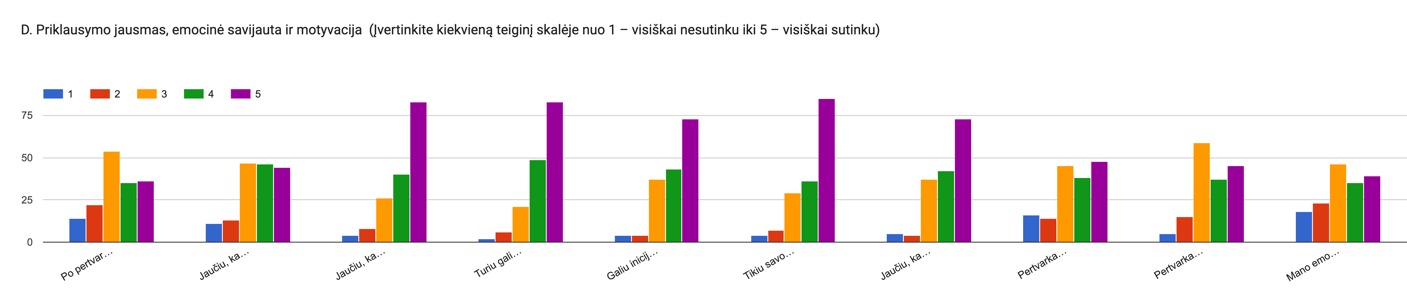 D. Priklausymo jausmas, emocinė savijauta ir motyvacija  (Įvertinkite kiekvieną teiginį skalėje nuo 1 – visiškai nesutinku iki 5 – visiškai sutinku)
1 2 3 4 5
75
50
25
0
Po pertvar… Jaučiu, ka… Jaučiu, ka… Turiu gali… Galiu inicij… Tikiu savo… Jaučiu, ka… Pertvarka… Pertvarka… Mano emo…